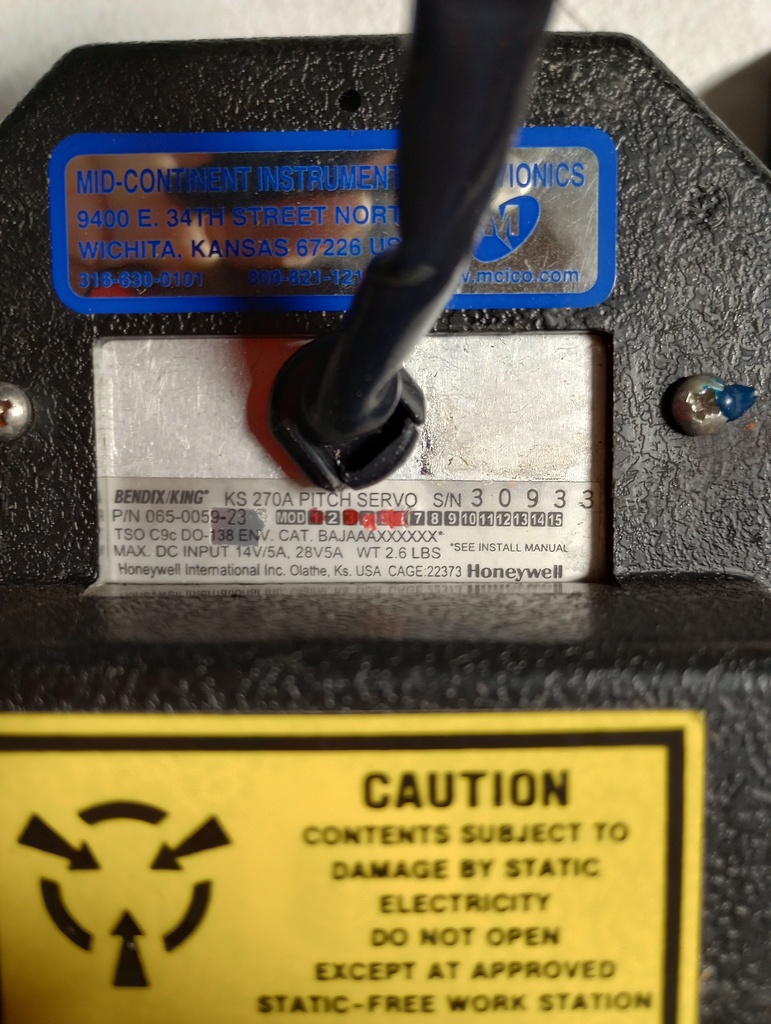 MID-CONTINENT INSTRUMENT IONICS
9400 E. 34TH STREET NORT
WICHITA, KANSAS 67226 US
M
316-630-0101 800-821-121 w.mcico.com
BENDIX/KING® KS 270A PITCH SERVO S/N 30933
P/N 065-0059-23 MOD 1 2 3 7 8 9 10 11 12 13 14 15
TSO C9c DO-138 ENV. CAT. BAJAAAXXXXXX*
MAX. DC INPUT 14V/5A, 28V5A WT 2.6 LBS *SEE INSTALL MANUAL
Honeywell International Inc. Olathe, Ks. USA CAGE:22373 Honeywell
CAUTION
CONTENTS SUBJECT TO
DAMAGE BY STATIC
ELECTRICITY
DO NOT OPEN
EXCEPT AT APPROVED
STATIC-FREE WORK STATION